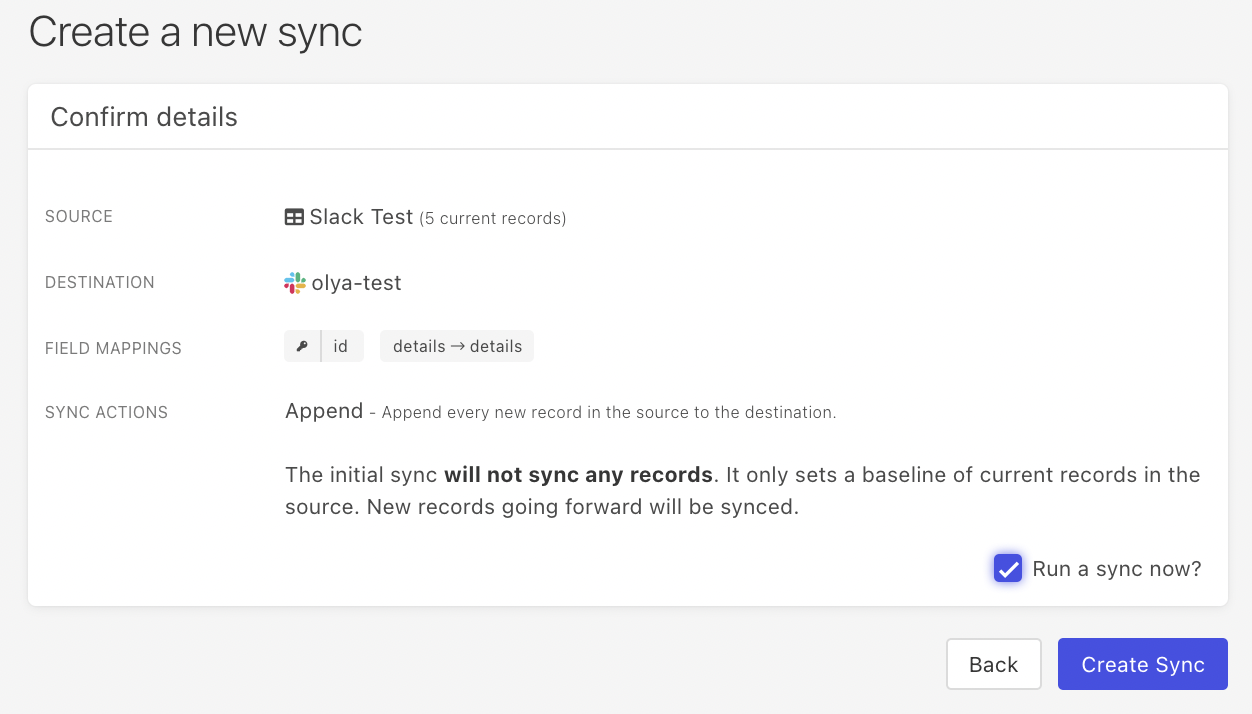 Create a new sync
Confirm details
SOURCE
Slack Test (5 current records)
DESTINATION
olya-test
FIELD MAPPINGS
id
details → details
SYNC ACTIONS
Append - Append every new record in the source to the destination.
The initial sync will not sync any records. It only sets a baseline of current records in the
source. New records going forward will be synced.
Run a sync now?
Back
Create Sync